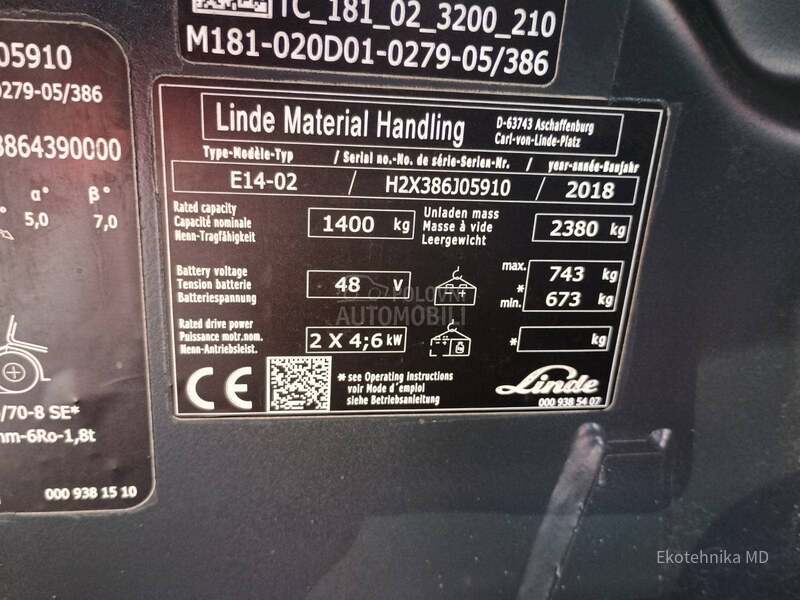 TC_181_02_3200_210
M181-020D01-0279-05/386
05910
0279-05/386
3864390000
α° β°
5,0 7,0
/70-8 SE*
mm-6Ro-1,8t
000 938 15 10
Linde Material Handling
D-63743 Aschaffenburg
Carl-von-Linde-Platz
Type-Modèle-Typ / Serial no.-No. de série-Serien-Nr. / year-année-Baujahr
E14-02 / H2X386J05910 / 2018
Rated capacity
Capacité nominale
Nenn-Tragfähigkeit
1400 kg
Unladen mass
Masse à vide
Leergewicht
2380 kg
Battery voltage
Tension batterie
Batteriespannung
48 V
max. 743 kg
*
min. 673 kg
Rated drive power
Puissance motr.nom.
Nenn-Antriebsleist.
2 X 4;6 kW
* kg
CE
* see Operating instructions
voir Mode d´emploi
siehe Betriebsanleitung
Linde
000 938 54 07
POLOVNI
AUTOMOBILI
Ekotehnika MD